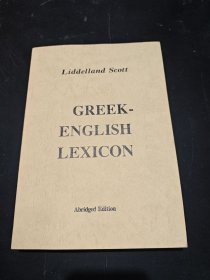 Liddelland Scott
GREEK-
ENGLISH
LEXICON
Abridged Edition